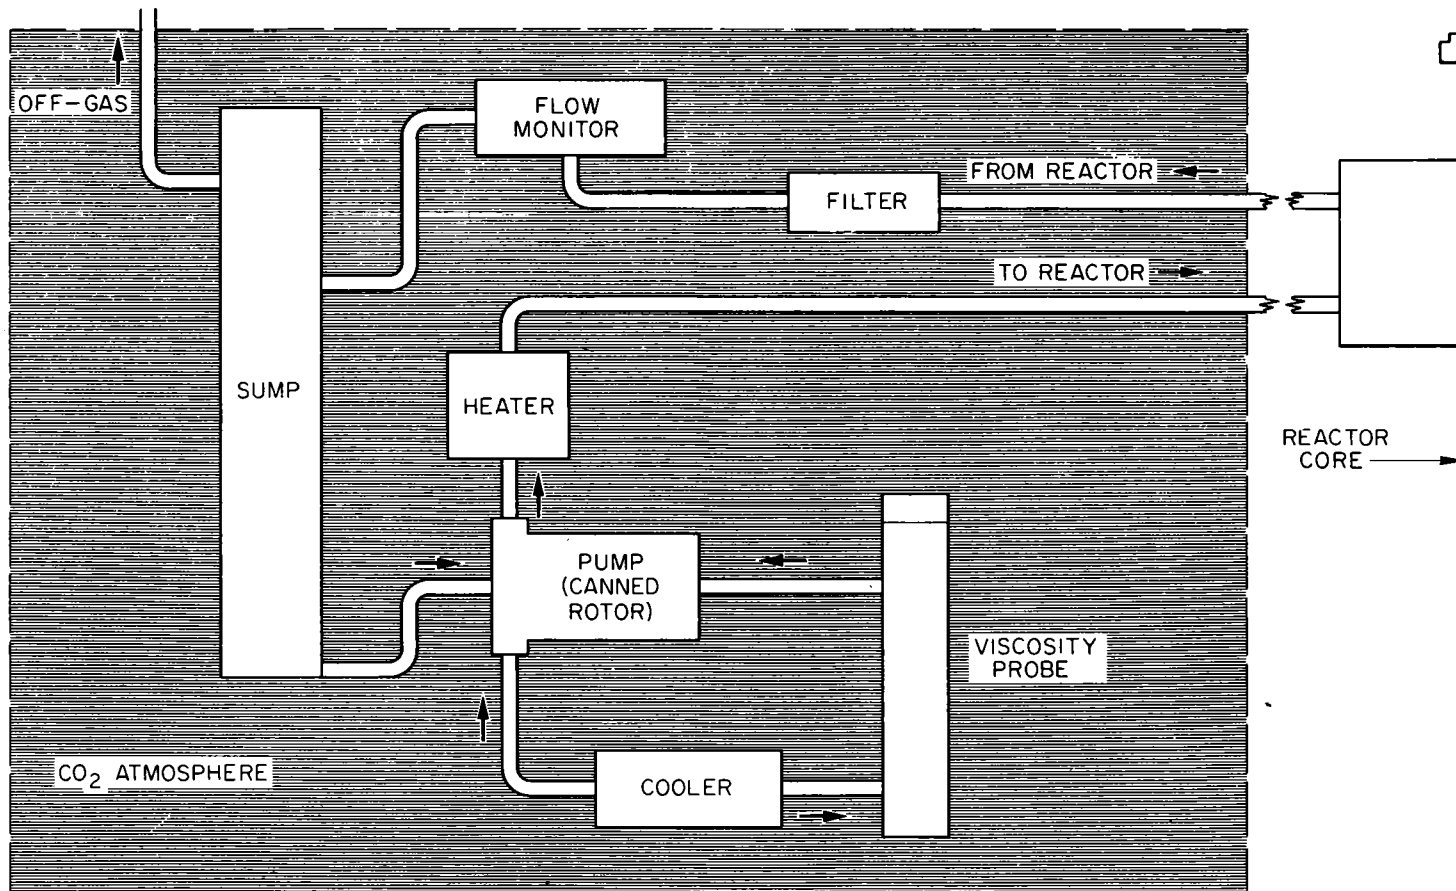 OFF-GAS
FLOW
MONITOR
FROM REACTOR
FILTER
TO REACTOR
SUMP
HEATER
REACTOR
CORE
PUMP
(CANNED
ROTOR)
VISCOSITY
PROBE
CO2 ATMOSPHERE
COOLER